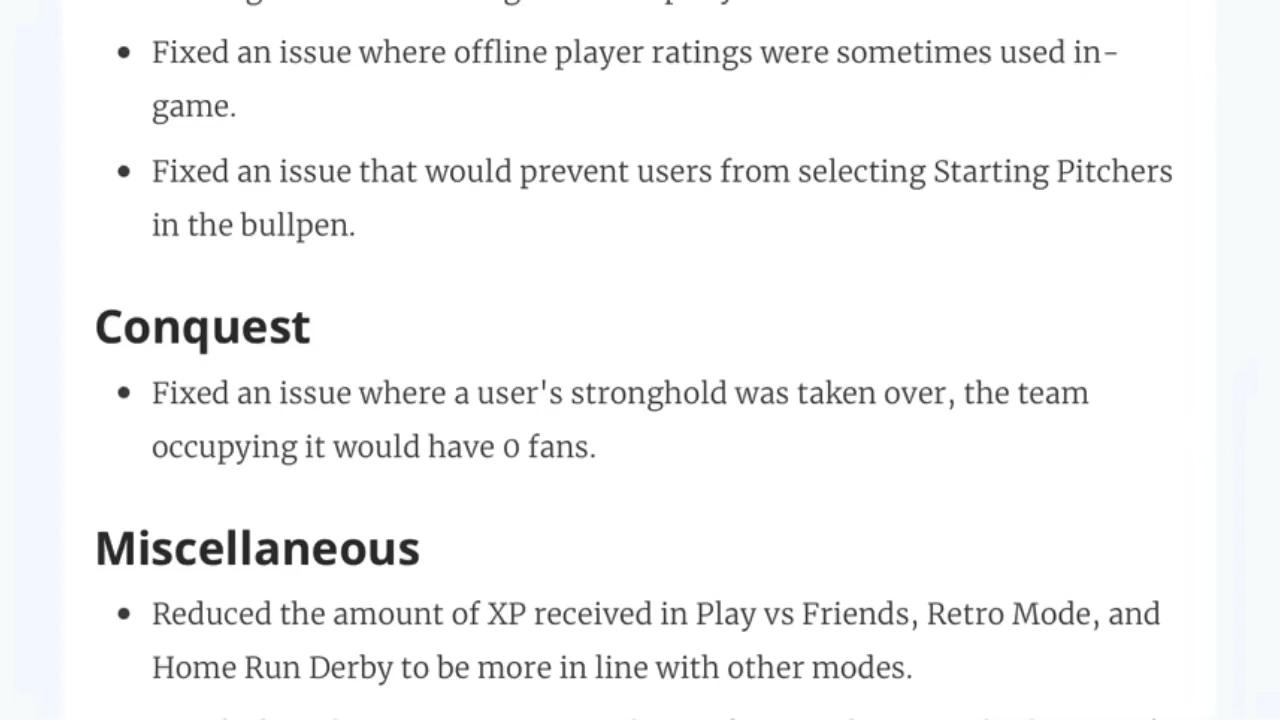 Fixed an issue where offline player ratings were sometimes used in-
game.
Fixed an issue that would prevent users from selecting Starting Pitchers
in the bullpen.
Conquest
Fixed an issue where a user's stronghold was taken over, the team
occupying it would have 0 fans.
Miscellaneous
Reduced the amount of XP received in Play vs Friends, Retro Mode, and
Home Run Derby to be more in line with other modes.